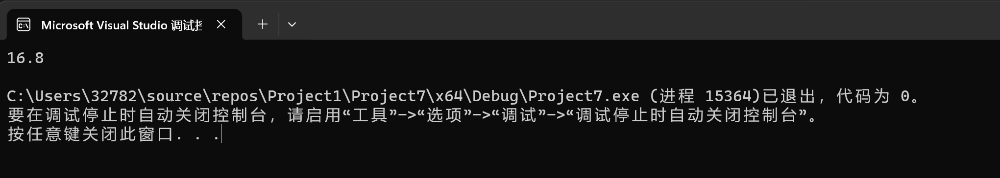 Microsoft Visual Studio 调试控
16.8
C:\Users\32782\source\repos\Project1\Project7\x64\Debug\Project7.exe (进程 15364)已退出，代码为 0。
要在调试停止时自动关闭控制台，请启用“工具”->“选项”->“调试”->“调试停止时自动关闭控制台”。
按任意键关闭此窗口. . .